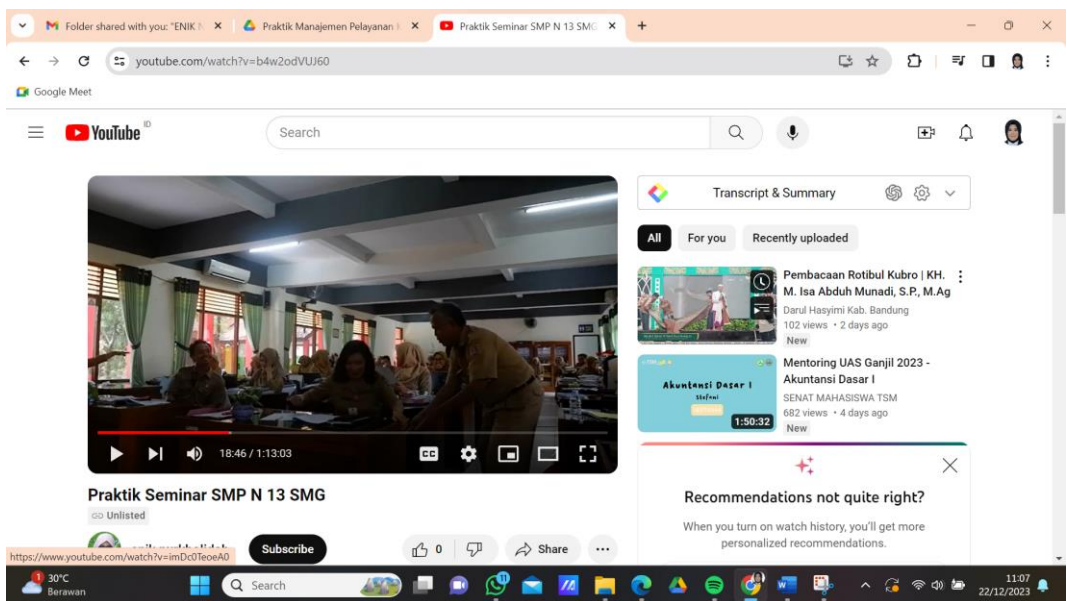 Folder shared with you: "ENIK N
Praktik Manajemen Pelayanan
Praktik Seminar SMP N 13 SMG
youtube.com/watch?v=b4w2odVUJ60
Google Meet
YouTube ID
Search
Transcript & Summary
All
For you
Recently uploaded
Pembacaan Rotibul Kubro | KH.
M. Isa Abduh Munadi, S.P., M.Ag
Darul Hasyimi Kab. Bandung
102 views • 2 days ago
New
Akuntansi Dasar I
Stefani
1:50:32
Mentoring UAS Ganjil 2023 -
Akuntansi Dasar I
SENAT MAHASISWA TSM
682 views • 4 days ago
New
18:46 / 1:13:03
CC
Praktik Seminar SMP N 13 SMG
Unlisted
Subscribe
0
Share
Recommendations not quite right?
When you turn on watch history, you'll get more
personalized recommendations.
https://www.youtube.com/watch?v=imDc0TeoeA0
1
30°C
Berawan
Search
11:07
22/12/2023